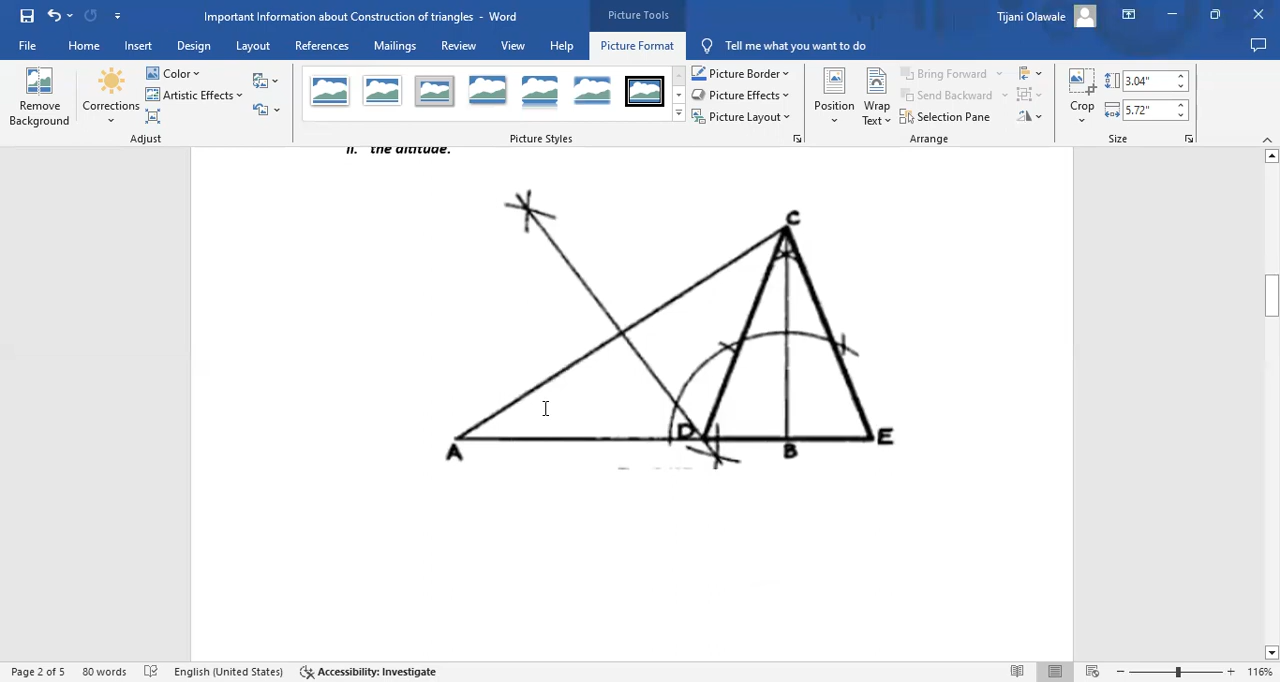 Important Information about Construction of triangles - Word
Picture Tools
Tijani Olawale
File Home Insert Design Layout References Mailings Review View Help Picture Format Tell me what you want to do
Remove Background
Corrections
Color
Artistic Effects
Adjust
Picture Styles
Picture Border
Picture Effects
Picture Layout
Position
Wrap Text
Bring Forward
Send Backward
Selection Pane
Arrange
Crop
3.04"
5.72"
Size
ii. the altitude.
C
D
E
A
B
Page 2 of 5 80 words English (United States) Accessibility: Investigate 116%